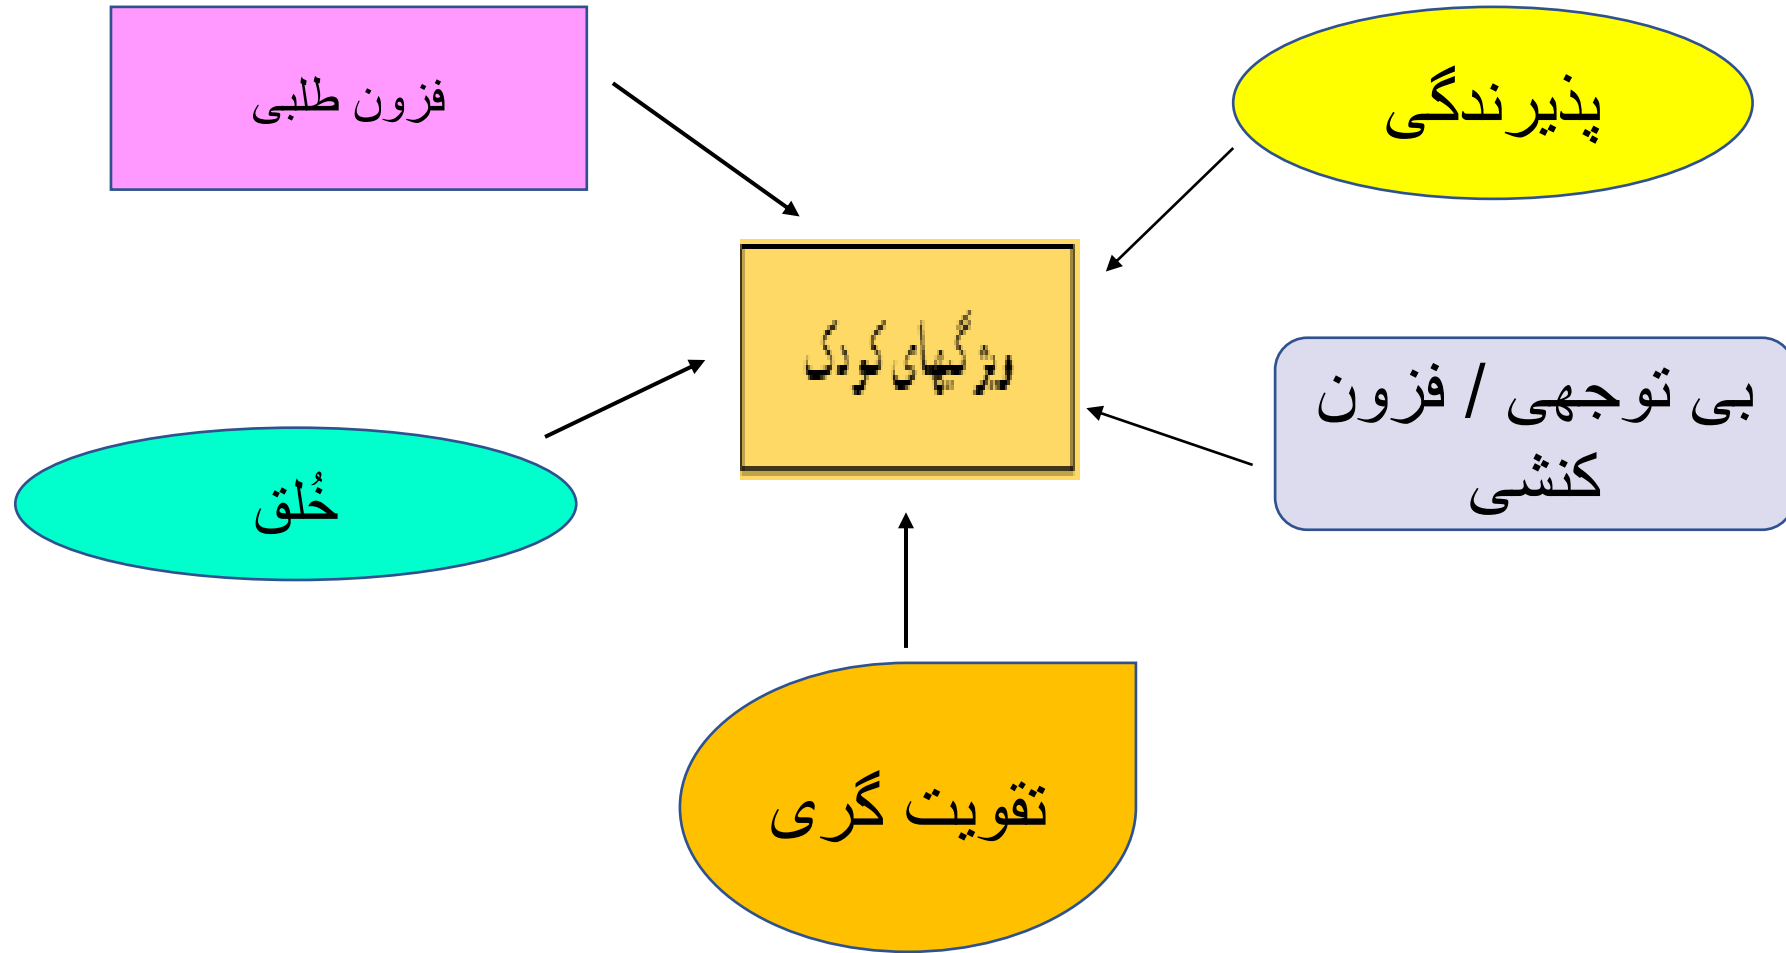 پذیرندگی
فزون طلبی
ویژگیهای کودک
بی توجهی / فزون
کنشی
خُلق
تقویت گری